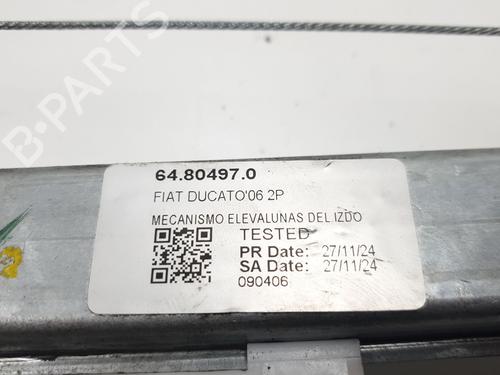 64.80497.0
FIAT DUCATO'06 2P
MECANISMO ELEVALUNAS DEL.IZDO
TESTED
PR Date: 27/11/24
SA Date: 27/11/24
090406
B-PARTS